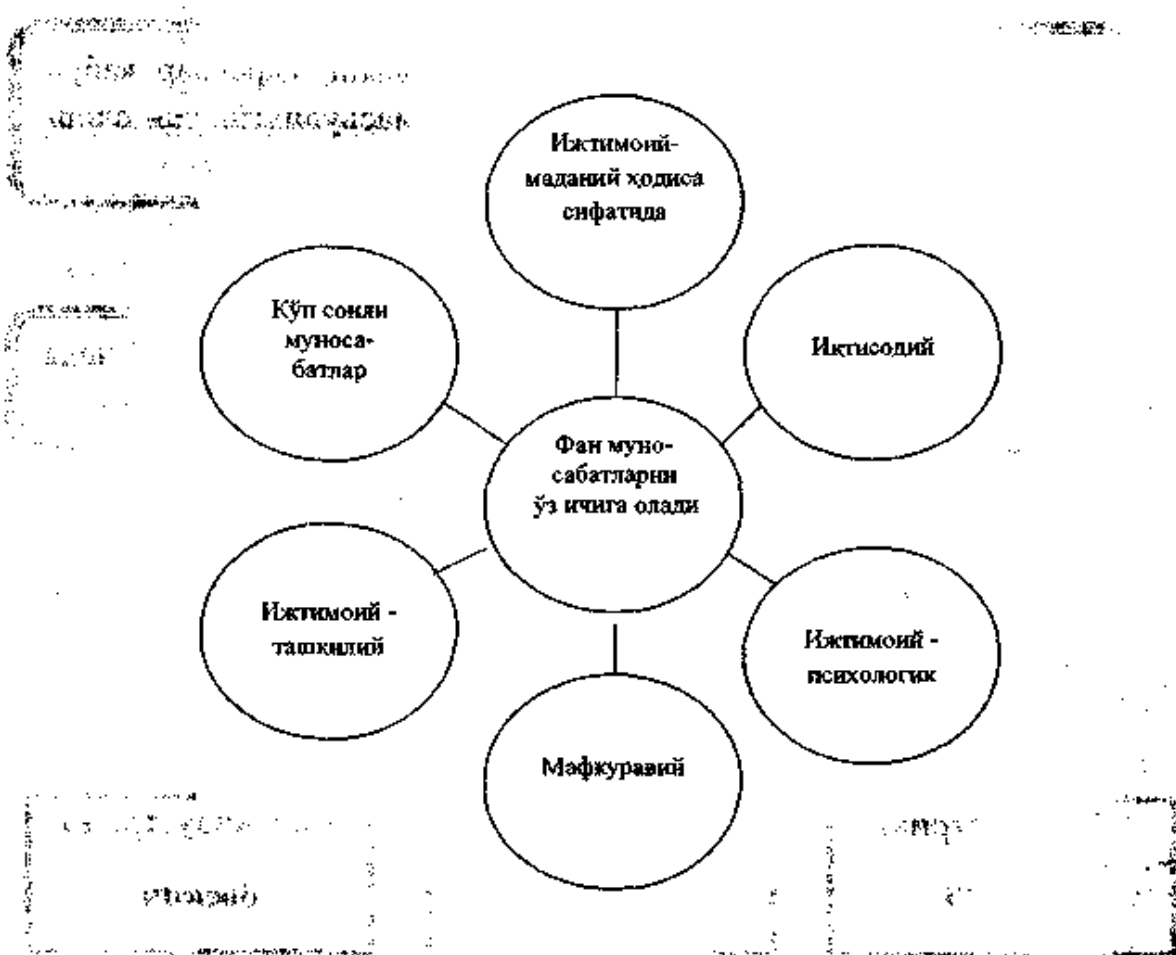 Ижтимоий-
маданий ҳодиса
сифатида
Кўп сонли
муноса-
батлар
Иқтисодий
Фан муно-
сабатларни
ўз ичига олади
Ижтимоий -
ташкилий
Ижтимоий -
психологик
Мафкуравий